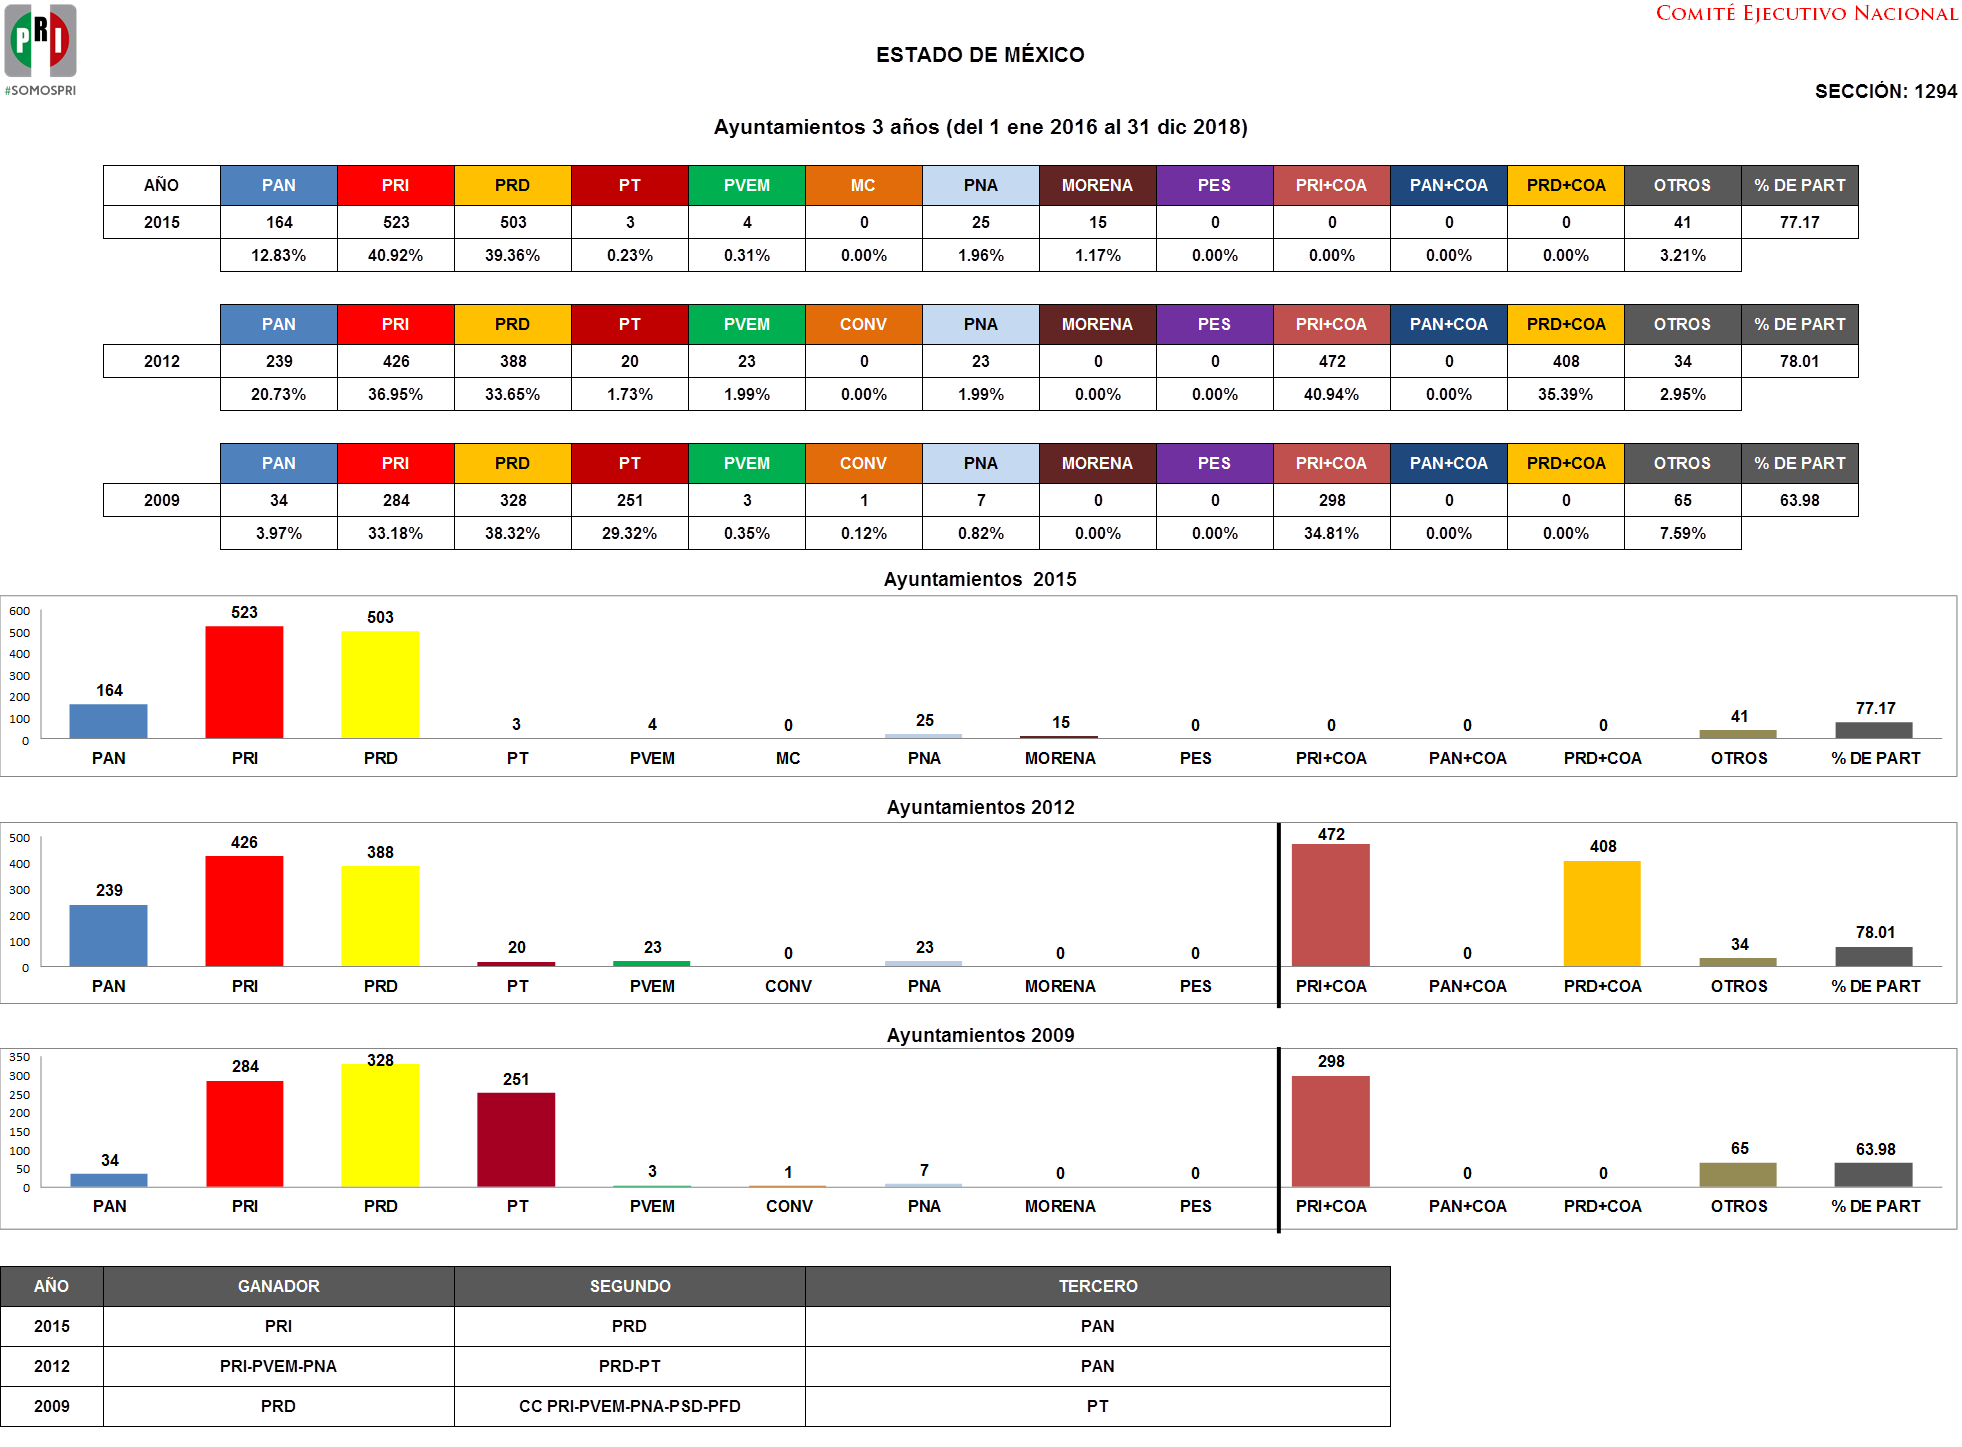 PRI
#SOMOSPRI
COMITÉ EJECUTIVO NACIONAL
ESTADO DE MÉXICO
SECCIÓN: 1294
Ayuntamientos 3 años (del 1 ene 2016 al 31 dic 2018)
AÑO PAN PRI PRD PT PVEM MC PNA MORENA PES PRI+COA PAN+COA PRD+COA OTROS % DE PART
2015 164 523 503 3 4 0 25 15 0 0 0 0 41 77.17
12.83% 40.92% 39.36% 0.23% 0.31% 0.00% 1.96% 1.17% 0.00% 0.00% 0.00% 0.00% 3.21%
PAN PRI PRD PT PVEM CONV PNA MORENA PES PRI+COA PAN+COA PRD+COA OTROS % DE PART
2012 239 426 388 20 23 0 23 0 0 472 0 408 34 78.01
20.73% 36.95% 33.65% 1.73% 1.99% 0.00% 1.99% 0.00% 0.00% 40.94% 0.00% 35.39% 2.95%
PAN PRI PRD PT PVEM CONV PNA MORENA PES PRI+COA PAN+COA PRD+COA OTROS % DE PART
2009 34 284 328 251 3 1 7 0 0 298 0 0 65 63.98
3.97% 33.18% 38.32% 29.32% 0.35% 0.12% 0.82% 0.00% 0.00% 34.81% 0.00% 0.00% 7.59%
Ayuntamientos 2015
600
500
400
300
200
100
0
164 523 503 3 4 0 25 15 0 0 0 0 41 77.17
PAN PRI PRD PT PVEM MC PNA MORENA PES PRI+COA PAN+COA PRD+COA OTROS % DE PART
Ayuntamientos 2012
500
400
300
200
100
0
239 426 388 20 23 0 23 0 0 472 0 408 34 78.01
PAN PRI PRD PT PVEM CONV PNA MORENA PES PRI+COA PAN+COA PRD+COA OTROS % DE PART
Ayuntamientos 2009
350
300
250
200
150
100
50
0
34 284 328 251 3 1 7 0 0 298 0 0 65 63.98
PAN PRI PRD PT PVEM CONV PNA MORENA PES PRI+COA PAN+COA PRD+COA OTROS % DE PART
AÑO GANADOR SEGUNDO TERCERO
2015 PRI PRD PAN
2012 PRI-PVEM-PNA PRD-PT PAN
2009 PRD CC PRI-PVEM-PNA-PSD-PFD PT